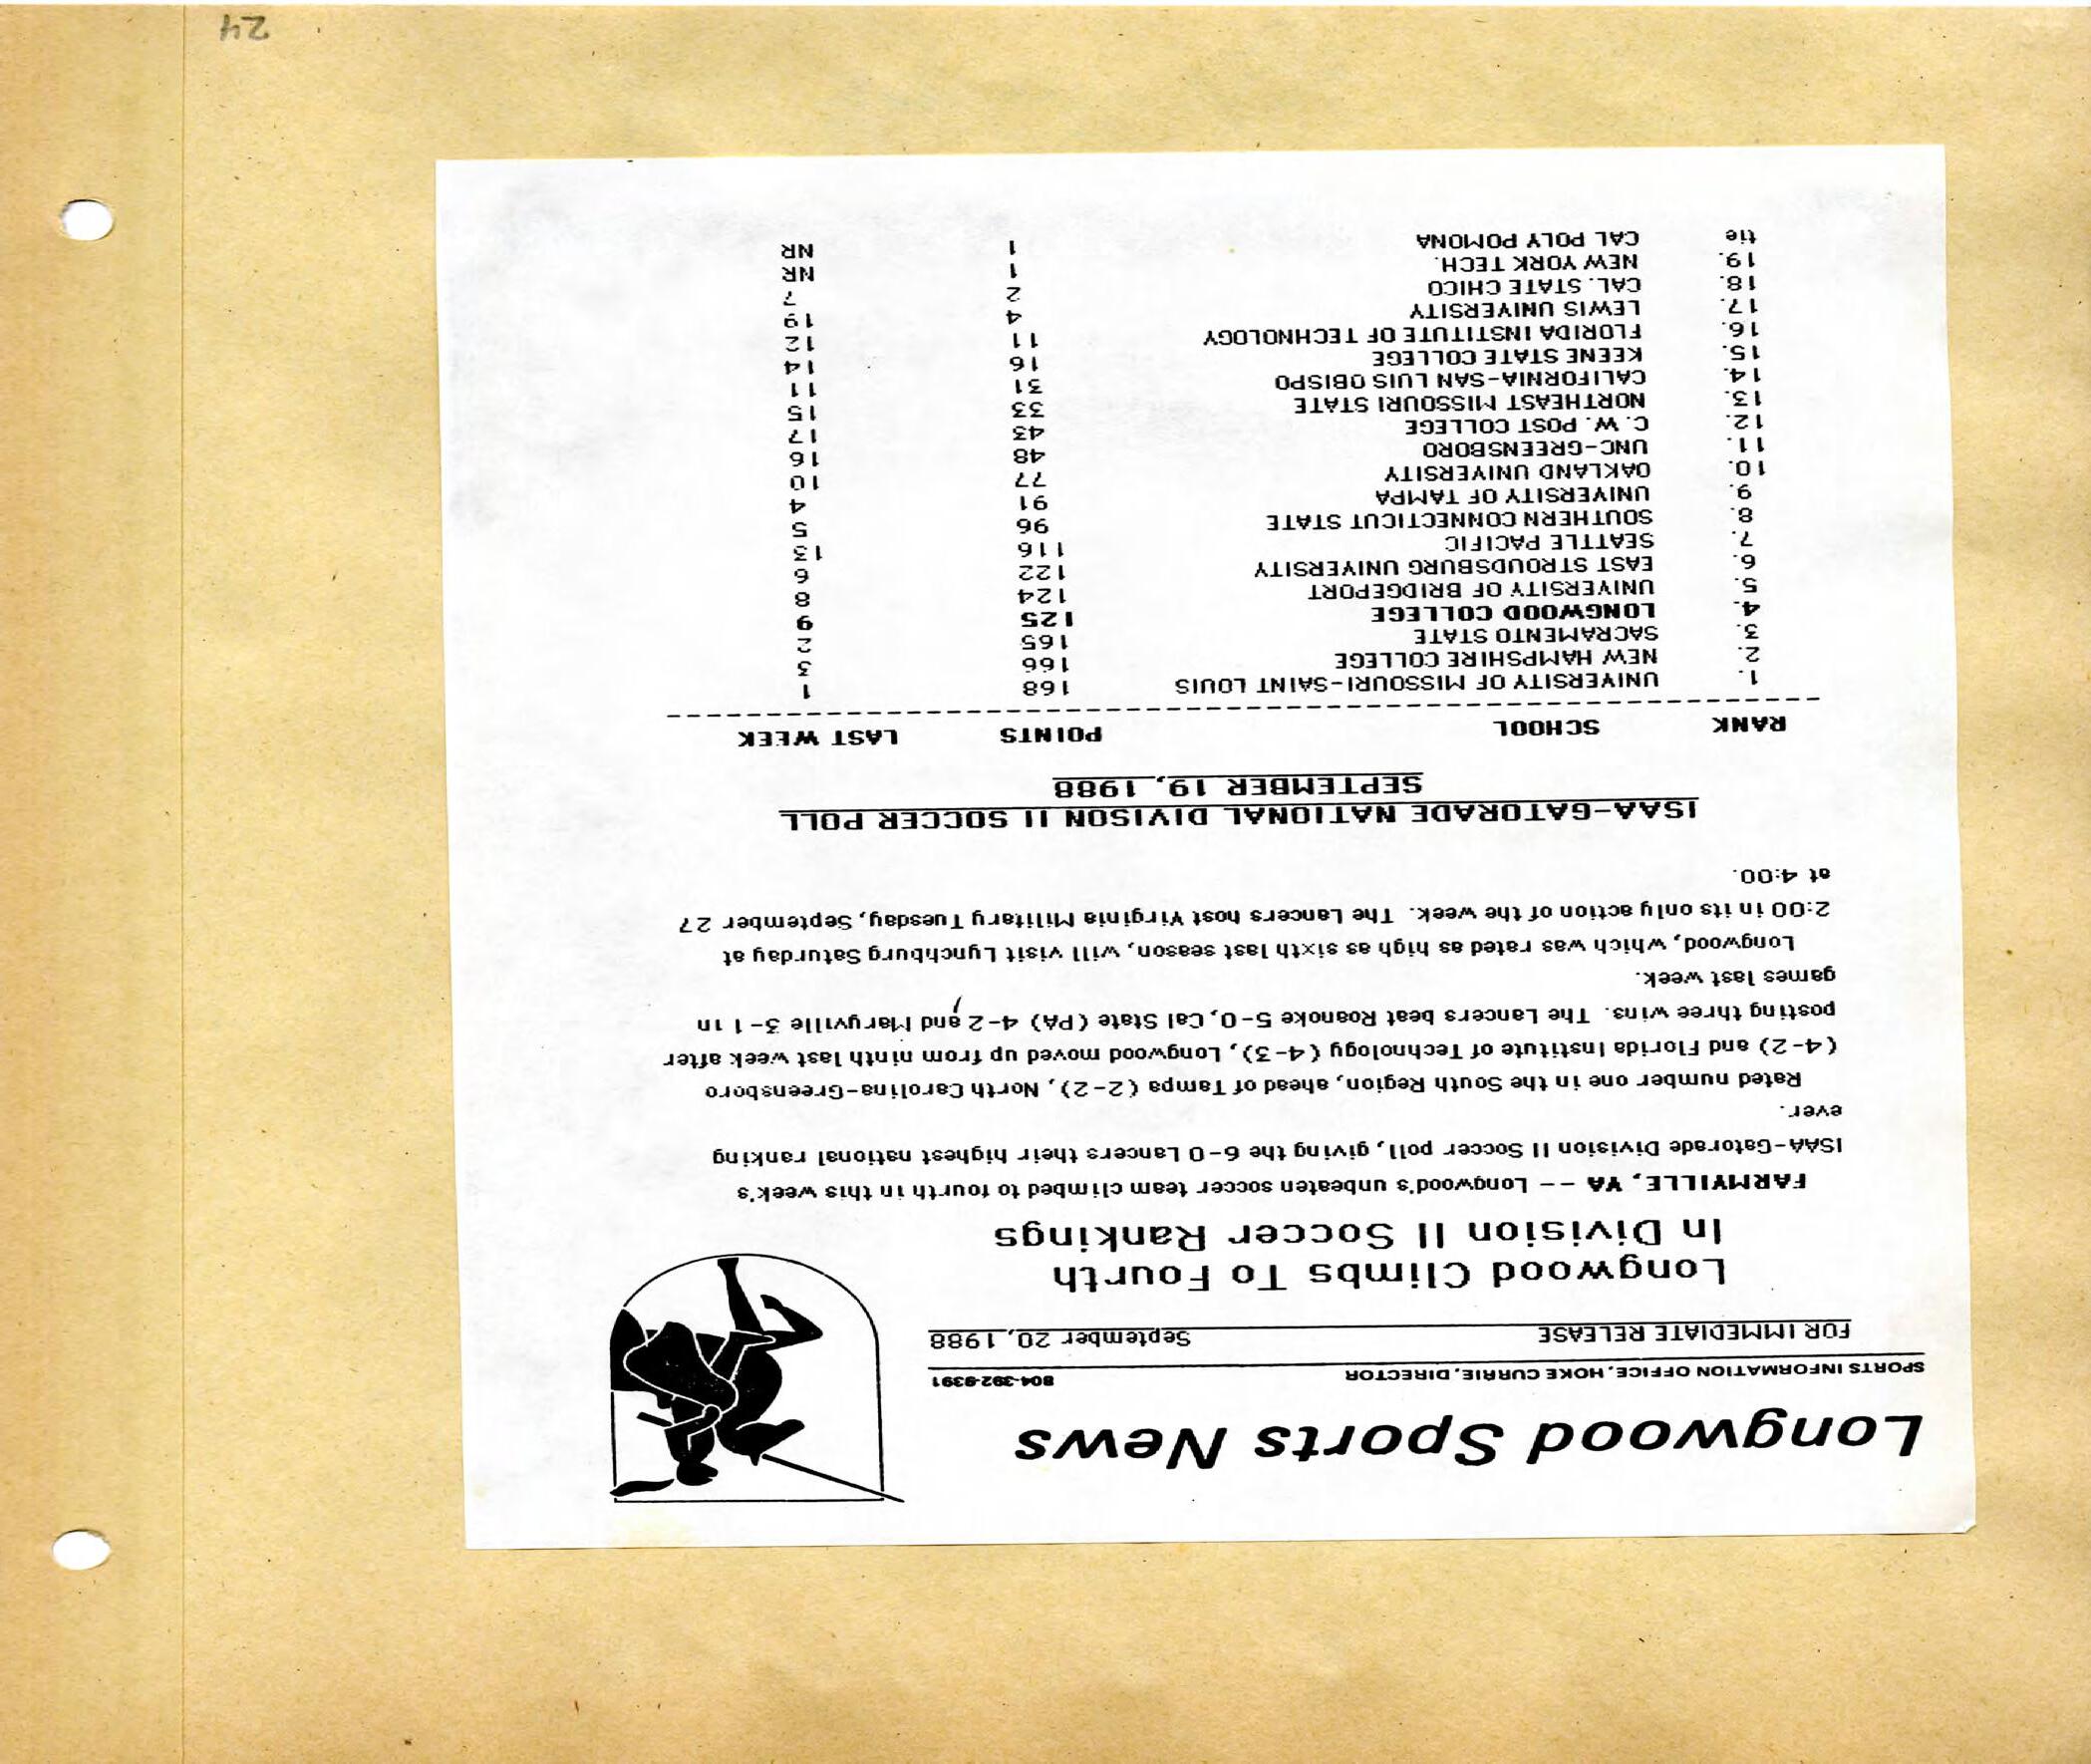 Longwood Sports News
SPORTS INFORMATION OFFICE, HOKE CURRIE, DIRECTOR 804-392-9391
FOR IMMEDIATE RELEASE September 20, 1988
Longwood Climbs To Fourth
In Division II Soccer Rankings
FARMVILLE, VA -- Longwood's unbeaten soccer team climbed to fourth in this week's
ISAA-Gatorade Division II Soccer poll, giving the 6-0 Lancers their highest national ranking
ever.
Rated number one in the South Region, ahead of Tampa (2-2), North Carolina-Greensboro
(4-2) and Florida Institute of Technology (4-3), Longwood moved up from ninth last week after
posting three wins. The Lancers beat Roanoke 5-0, Cal State (PA) 4-2, and Maryville 3-1 in
games last week.
Longwood, which was rated as high as sixth last season, will visit Lynchburg Saturday at
2:00 in its only action of the week. The Lancers host Virginia Military Tuesday, September 27
at 4:00.
ISAA-GATORADE NATIONAL DIVISON II SOCCER POLL
SEPTEMBER 19, 1988
RANK SCHOOL POINTS LAST WEEK
1. UNIVERSITY OF MISSOURI-SAINT LOUIS 168 1
2. NEW HAMPSHIRE COLLEGE 166 3
3. SACRAMENTO STATE 165 2
4. LONGWOOD COLLEGE 125 9
5. UNIVERSITY OF BRIDGEPORT 124 8
6. EAST STROUDSBURG UNIVERSITY 122 6
7. SEATTLE PACIFIC 116 13
8. SOUTHERN CONNECTICUT STATE 96 5
9. UNIVERSITY OF TAMPA 91 4
10. OAKLAND UNIVERSITY 77 10
11. UNC-GREENSBORO 48 16
12. C. W. POST COLLEGE 43 17
13. NORTHEAST MISSOURI STATE 33 15
14. CALIFORNIA-SAN LUIS OBISPO 31 11
15. KEENE STATE COLLEGE 16 14
16. FLORIDA INSTITUTE OF TECHNOLOGY 11 12
17. LEWIS UNIVERSITY 4 19
18. CAL. STATE CHICO 2 7
19. NEW YORK TECH. 1 NR
tie CAL POLY POMONA 1 NR
24